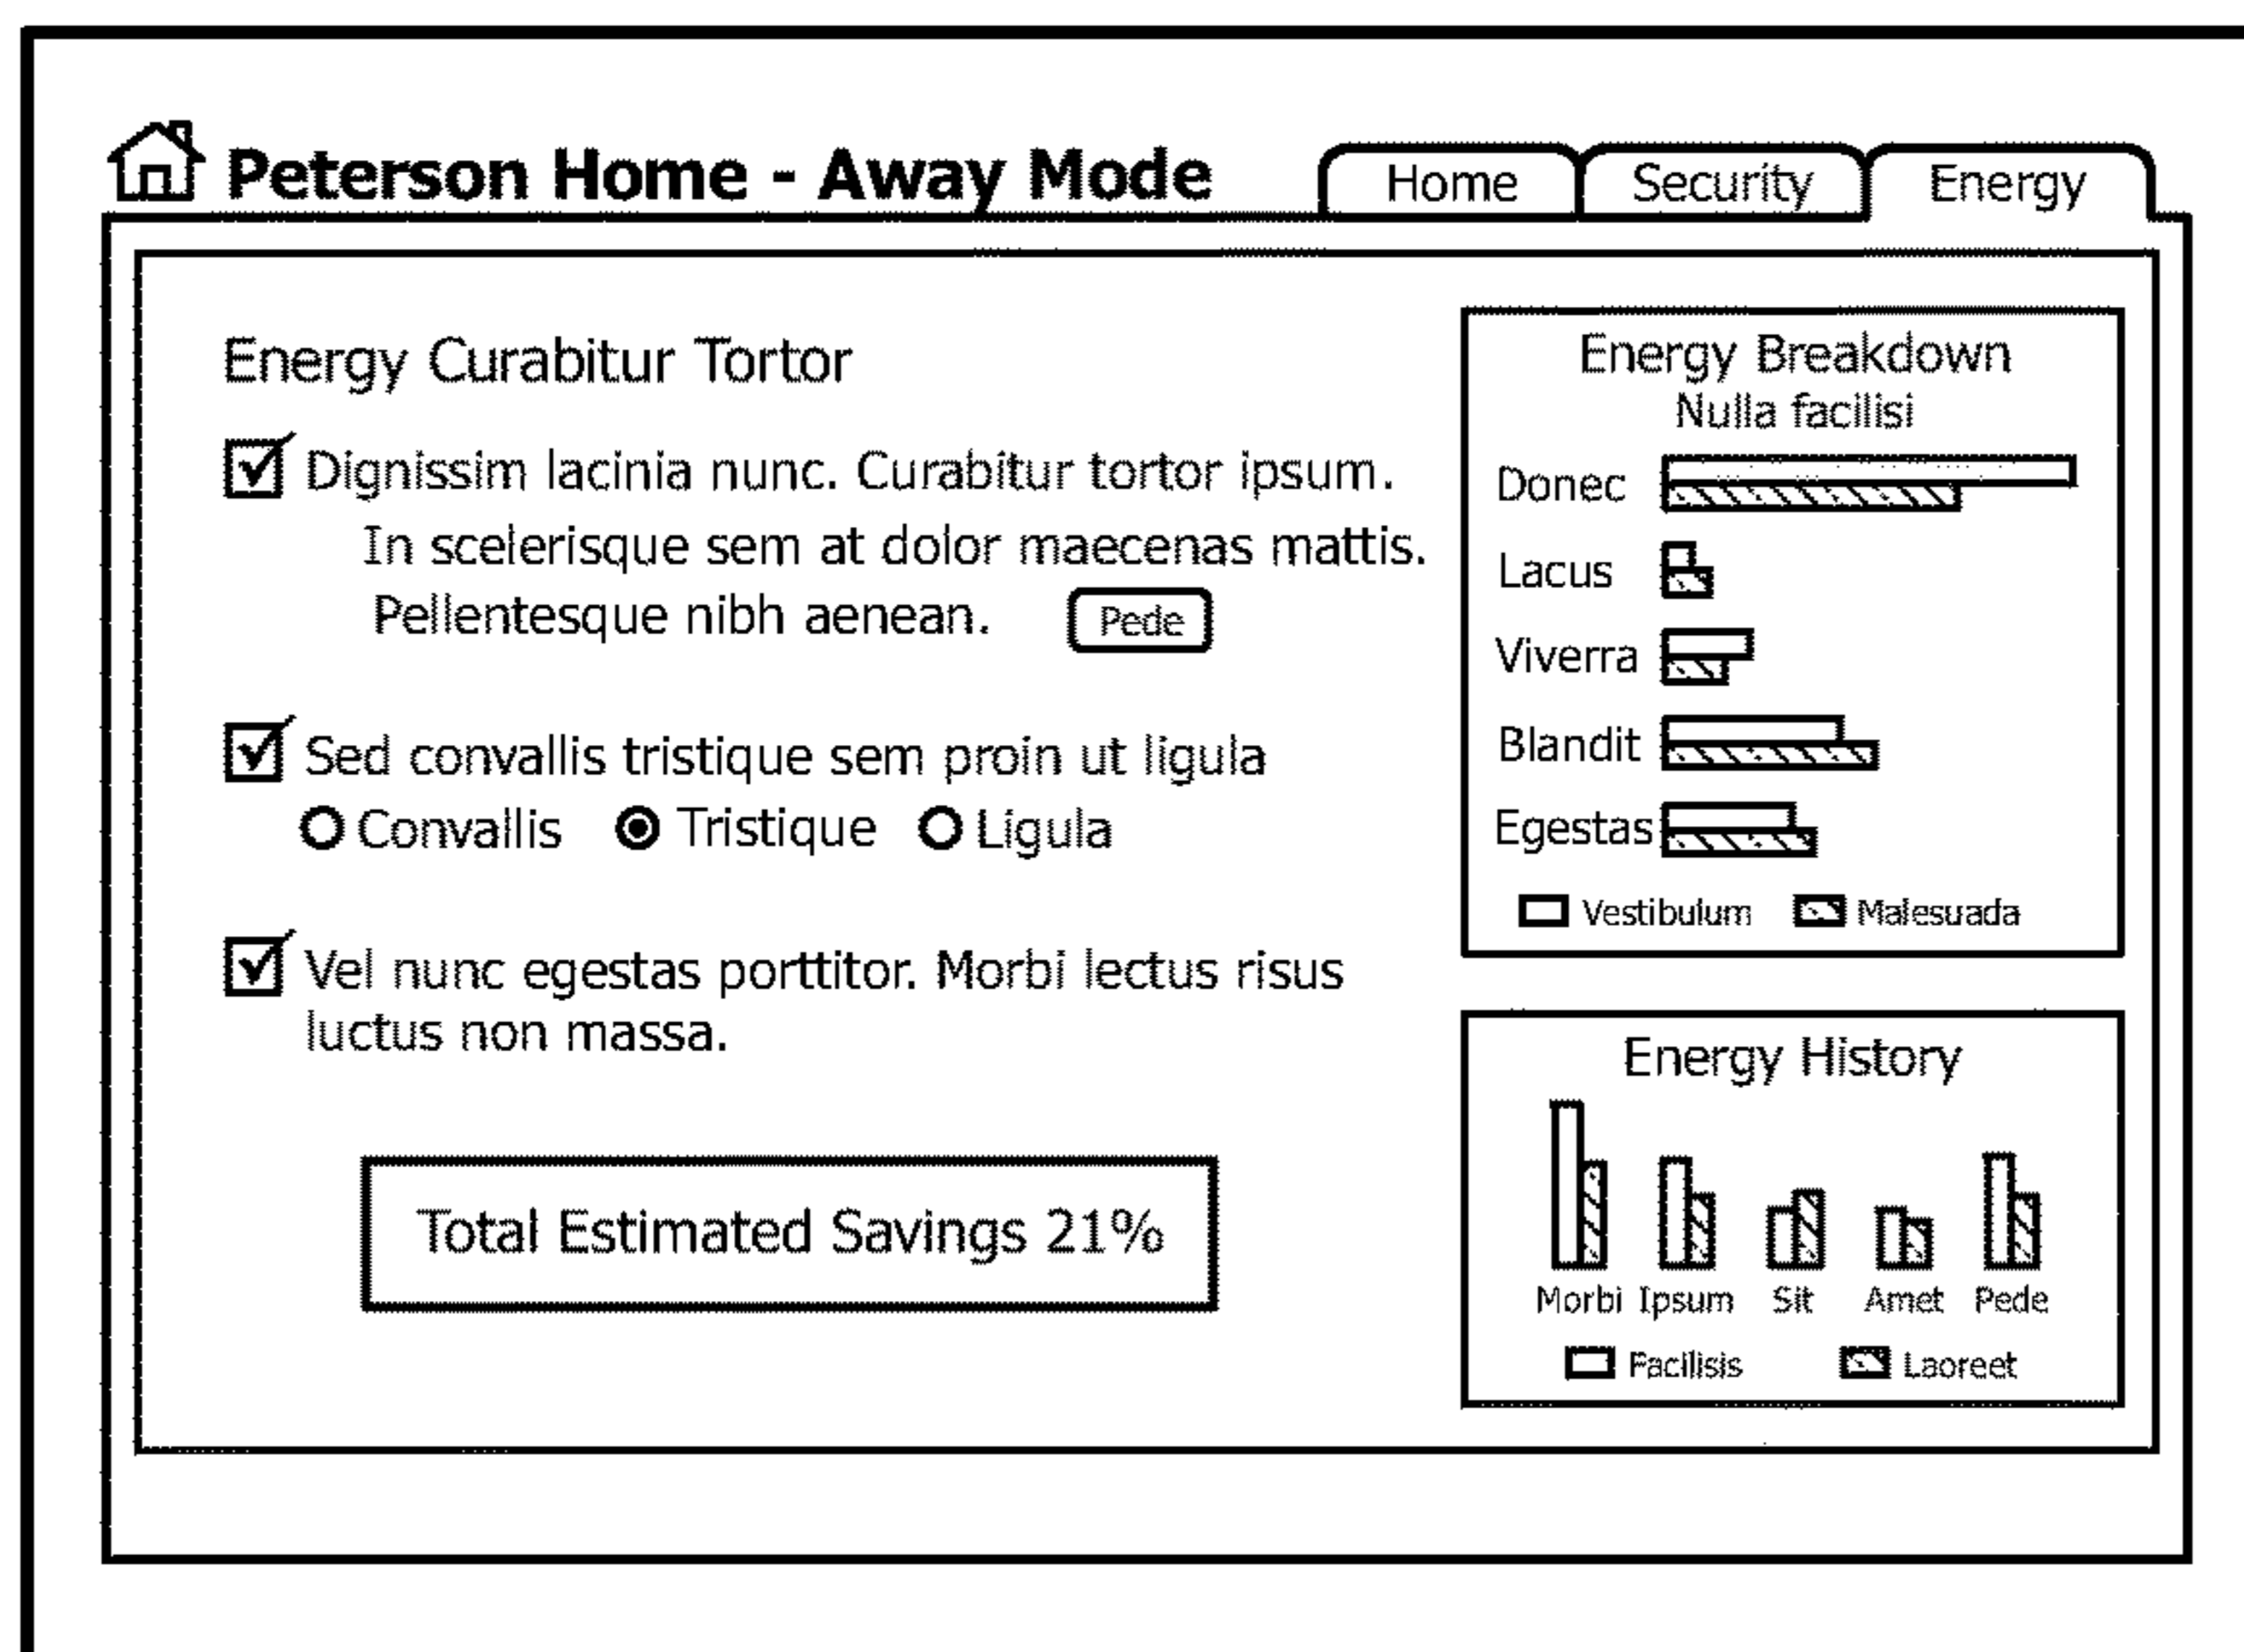 Peterson Home - Away Mode
Home
Security
Energy
Energy Curabitur Tortor
Dignissim lacinia nunc. Curabitur tortor ipsum.
In scelerisque sem at dolor maecenas mattis.
Pellentesque nibh aenean.
Pede
Sed convallis tristique sem proin ut ligula
Convallis
Tristique
Ligula
Vel nunc egestas porttitor. Morbi lectus risus
luctus non massa.
Total Estimated Savings 21%
Energy Breakdown
Nulla facilisi
Donec
Lacus
Viverra
Blandit
Egestas
Vestibulum
Malesuada
Energy History
Morbi
Ipsum
Sit
Amet
Pede
Facilisis
Laoreet